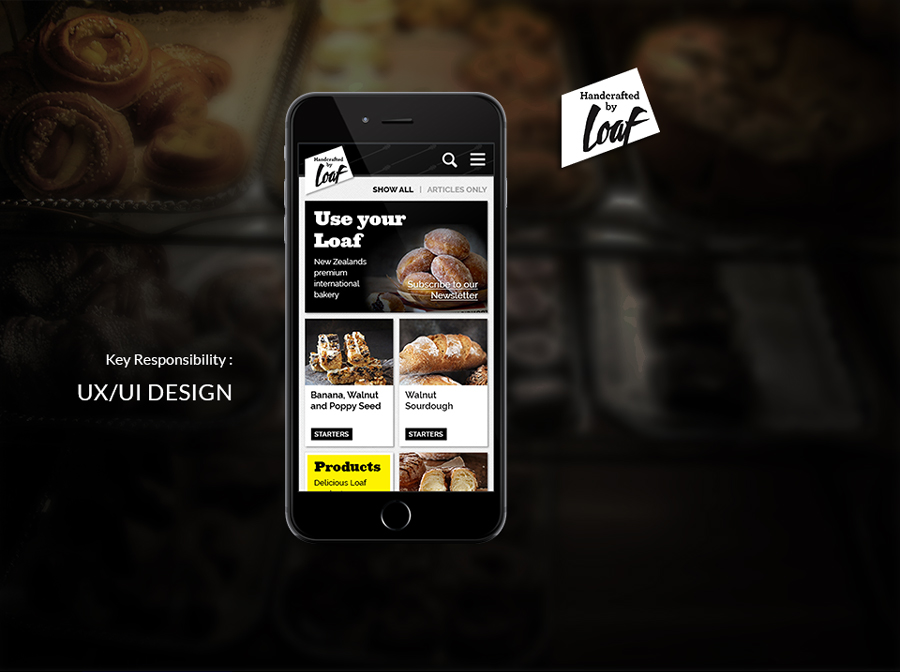 Handcrafted
by
Loaf
Handcrafted
by
Loaf
SHOW ALL | ARTICLES ONLY
Use your
Loaf
New Zealands
premium
international
bakery
Subscribe to our
Newsletter
Banana, Walnut
and Poppy Seed
STARTERS
Walnut
Sourdough
STARTERS
Products
Delicious Loaf
Key Responsibility :
UX/UI DESIGN